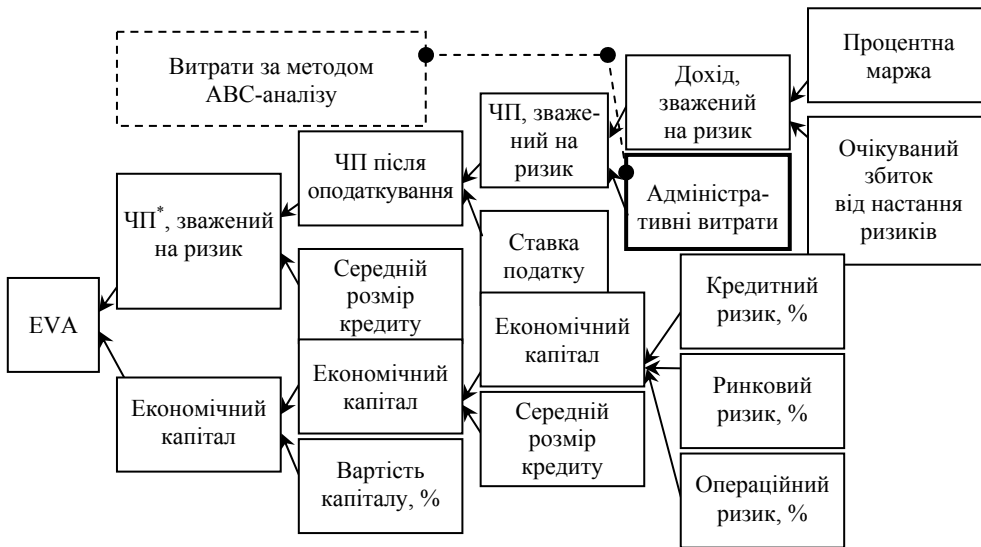 Витрати за методом
АВС-аналізу
Процентна
маржа
Дохід,
зважений
на ризик
ЧП, зваже-
ний на
ризик
Очікуваний
збиток
від настання
ризиків
Адміністра-
тивні витрати
ЧП після
оподаткування
ЧП*, зважений
на ризик
Ставка
податку
Середній
розмір
кредиту
EVA
Кредитний
ризик, %
Економічний
капітал
Економічний
капітал
Економічний
капітал
Ринковий
ризик, %
Середній
розмір
кредиту
Вартість
капіталу, %
Операційний
ризик, %